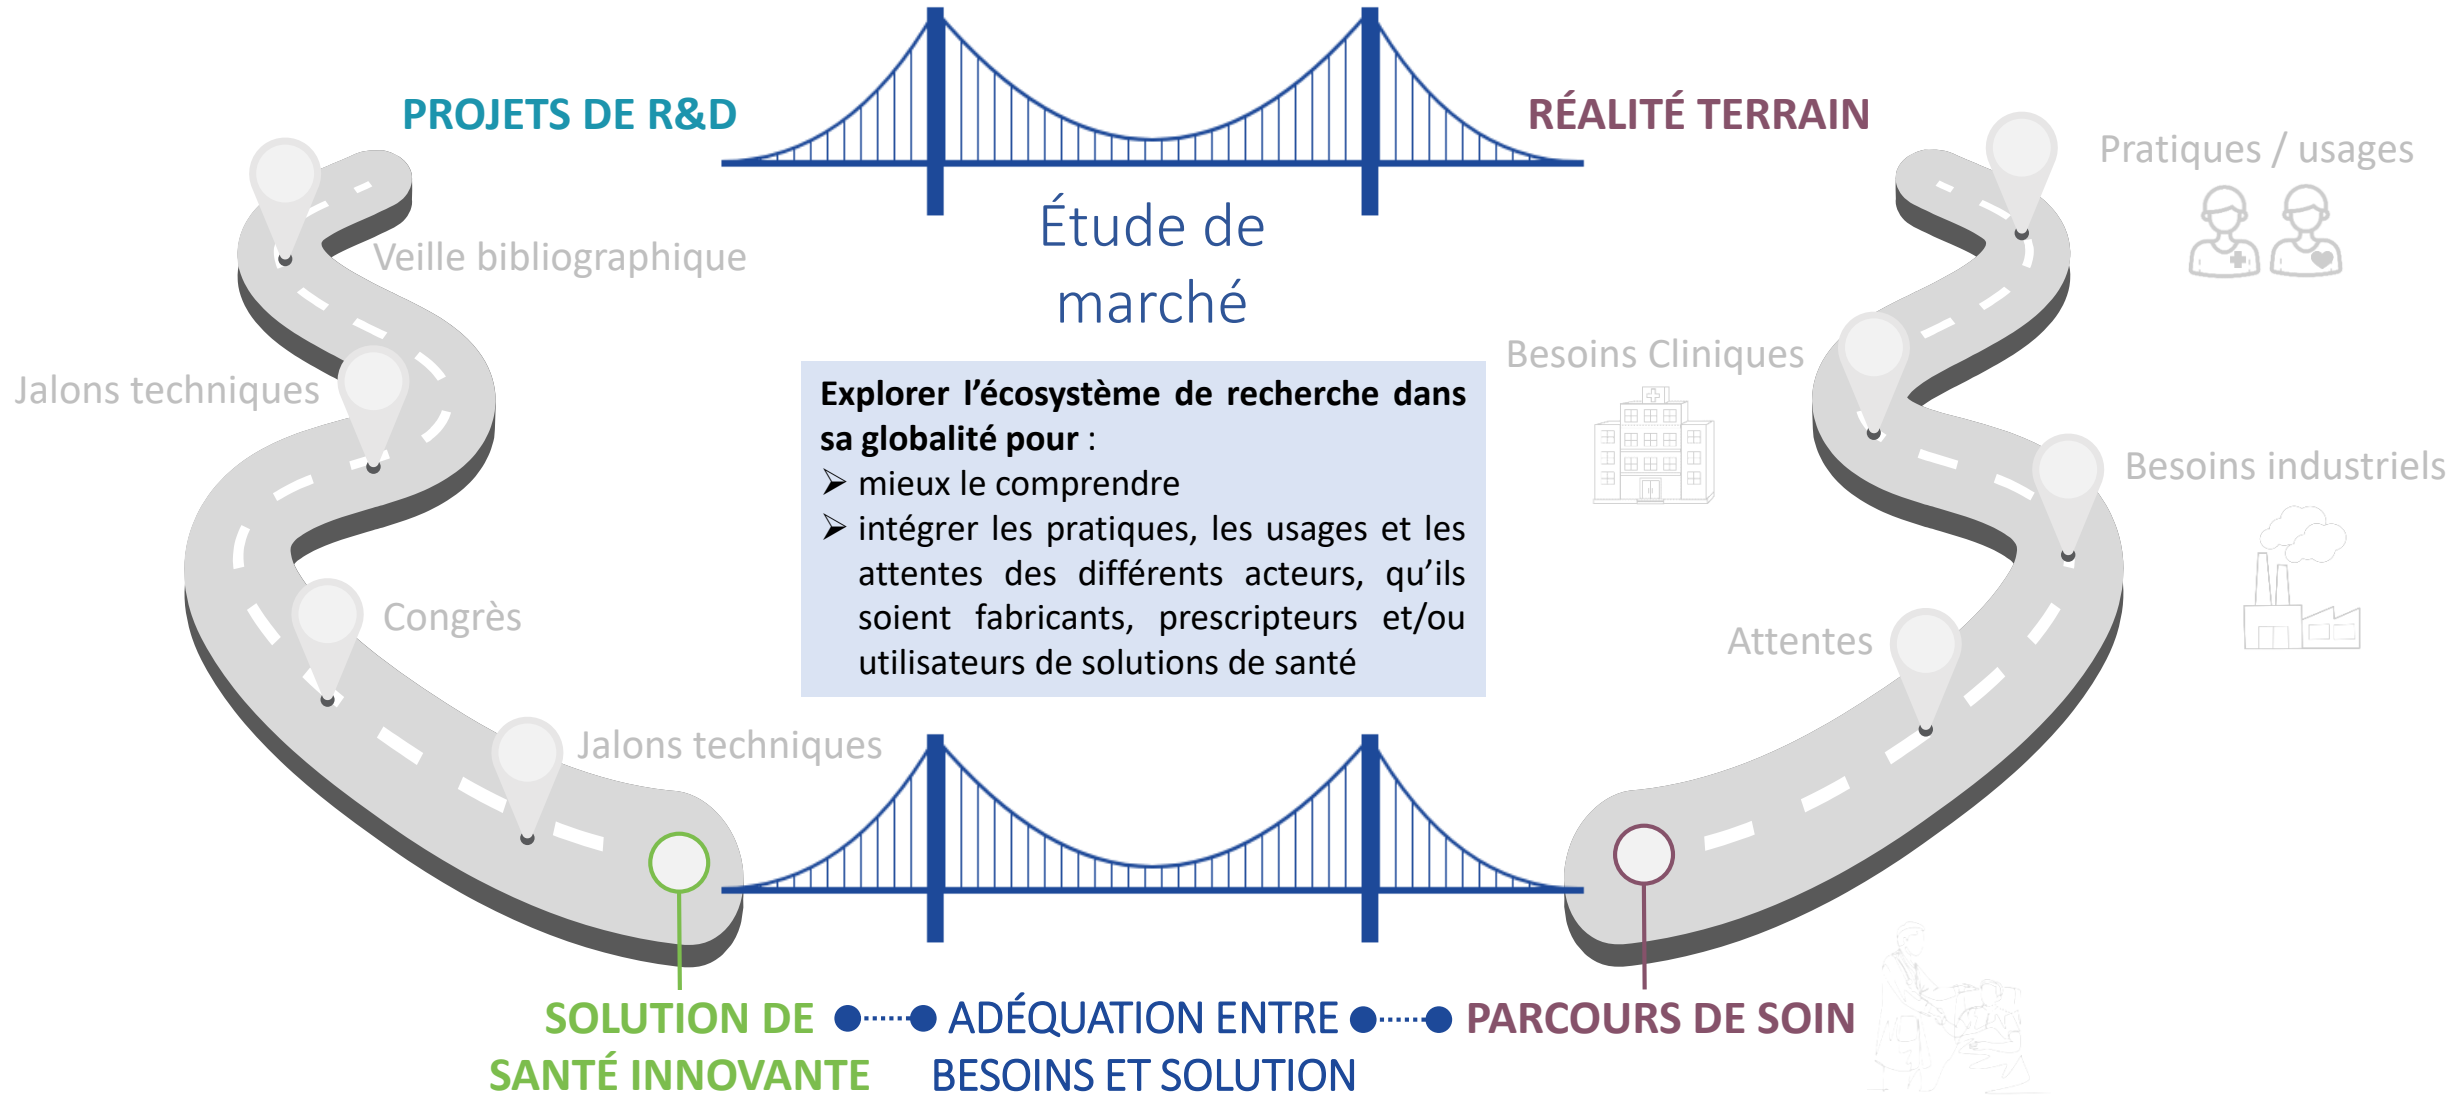 PROJETS DE R&D
RÉALITÉ TERRAIN
Pratiques / usages
Étude de
marché
Veille bibliographique
Besoins Cliniques
Jalons techniques
Explorer l’écosystème de recherche dans
sa globalité pour :
➢ mieux le comprendre
➢ intégrer les pratiques, les usages et les
attentes des différents acteurs, qu’ils
soient fabricants, prescripteurs et/ou
utilisateurs de solutions de santé
Besoins industriels
Congrès
Attentes
Jalons techniques
SOLUTION DE
SANTÉ INNOVANTE
ADÉQUATION ENTRE
BESOINS ET SOLUTION
PARCOURS DE SOIN